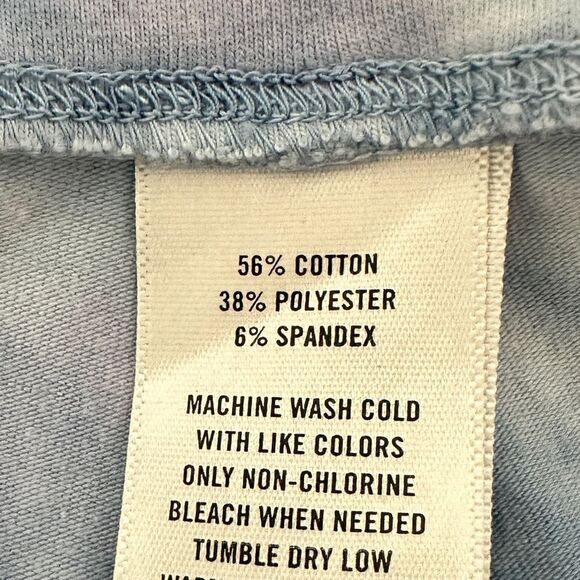 56% COTTON
38% POLYESTER
6% SPANDEX
MACHINE WASH COLD
WITH LIKE COLORS
ONLY NON-CHLORINE
BLEACH WHEN NEEDED
TUMBLE DRY LOW